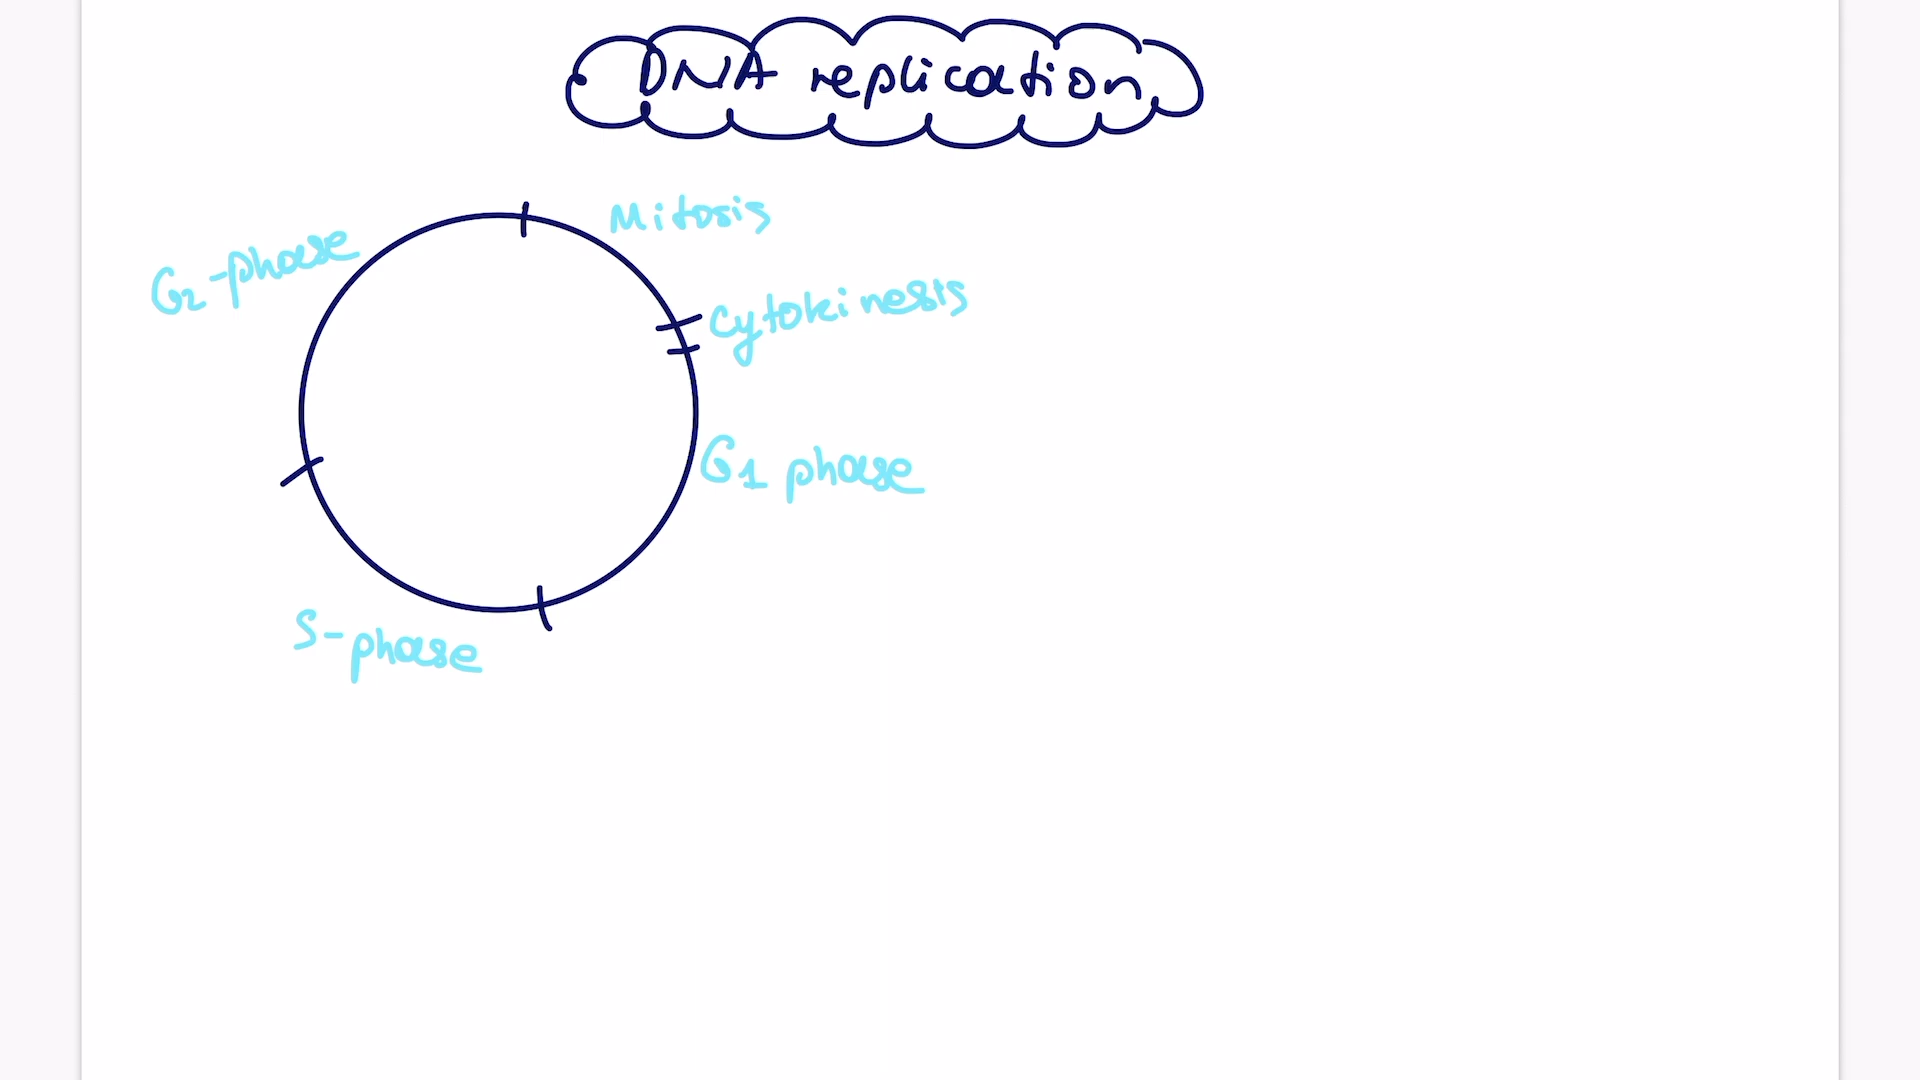 DNA replication
Mitosis
G2-phase
Cytokinesis
G1 phase
S-phase